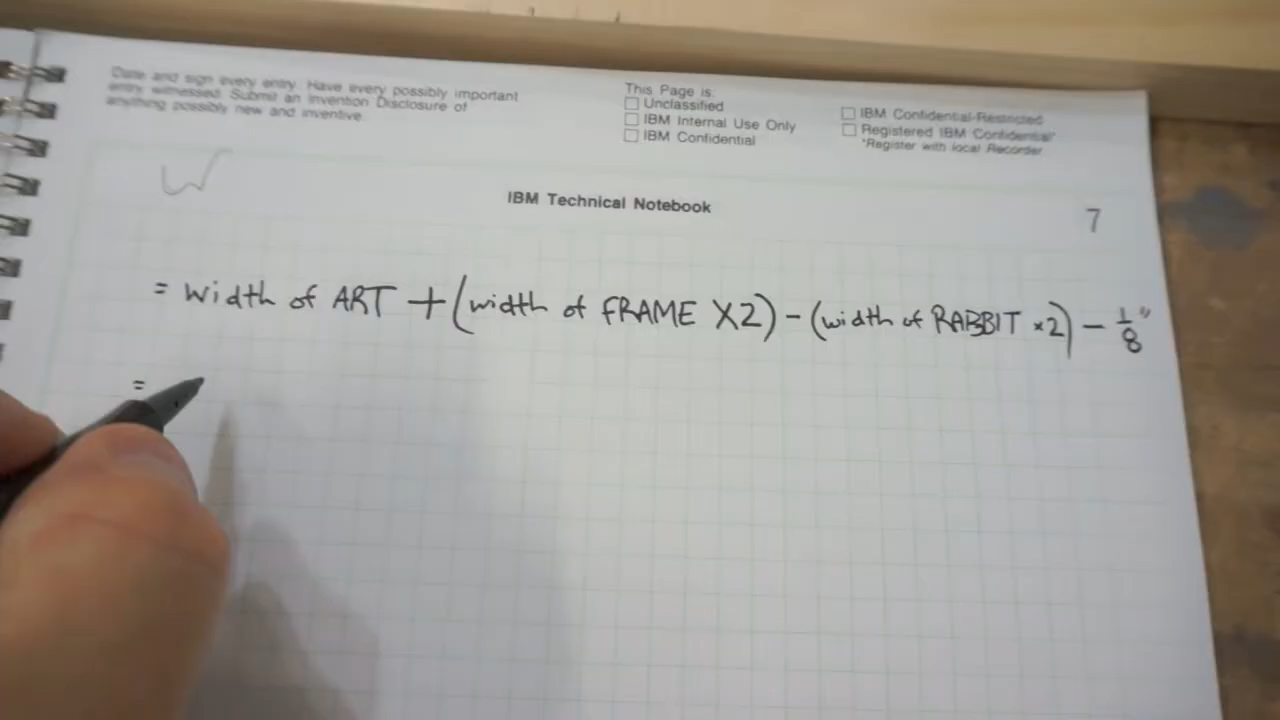 Date and sign every entry. Have every possibly important
entry witnessed. Submit an Invention Disclosure of
anything possibly new and inventive.
This Page is:
☐ Unclassified
☐ IBM Internal Use Only
☐ IBM Confidential
☐ IBM Confidential-Restricted
☐ Registered IBM Confidential*
*Register with local Recorder
W
IBM Technical Notebook
7
= width of ART + (width of FRAME X2) - (width of RABBIT x2) - 1/8"
=